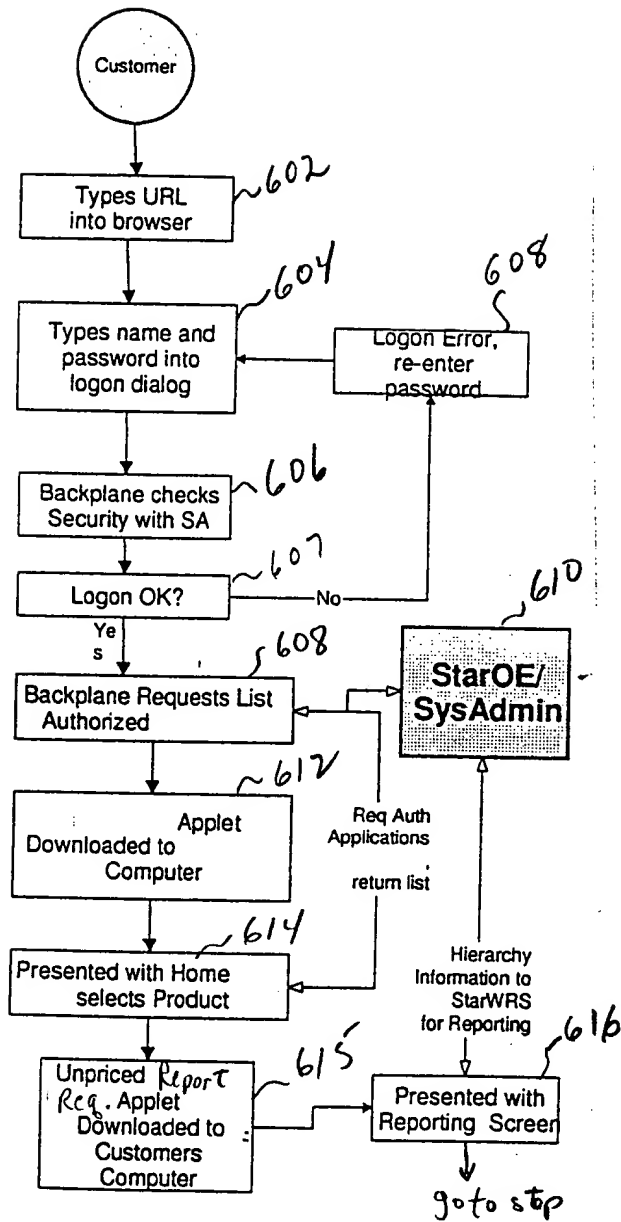 Customer
602
Types URL
into browser
604
Types name and
password into
logon dialog
608
Logon Error,
re-enter
password
606
Backplane checks
Security with SA
607
Logon OK?
No
Ye
s
608
Backplane Requests List
Authorized
610
StarOE/
SysAdmin
612
Applet
Downloaded to
Computer
Req Auth
Applications
return list
614
Presented with Home
selects Product
Hierarchy
Information to
StarWRS
for Reporting
615
Unpriced Report
Req. Applet
Downloaded to
Customers
Computer
616
Presented with
Reporting Screen
go to stop